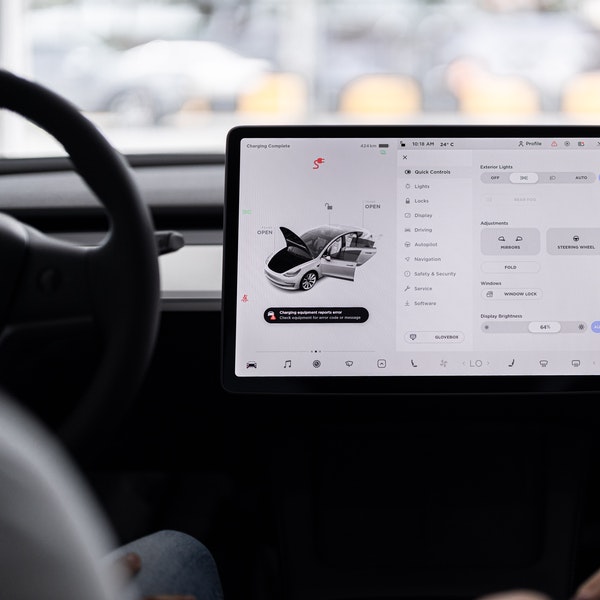 Charging Complete
424 km
10:18 AM 24°C
Profile
OPEN
OPEN
Charging equipment reports error
Check equipment for error code or message
Quick Controls
Lights
Locks
Display
Driving
Autopilot
Navigation
Safety & Security
Service
Software
GLOVEBOX
Exterior Lights
OFF
AUTO
Adjustments
MIRRORS
STEERING WHEEL
FOLD
Windows
WINDOW LOCK
Display Brightness
64%
LO